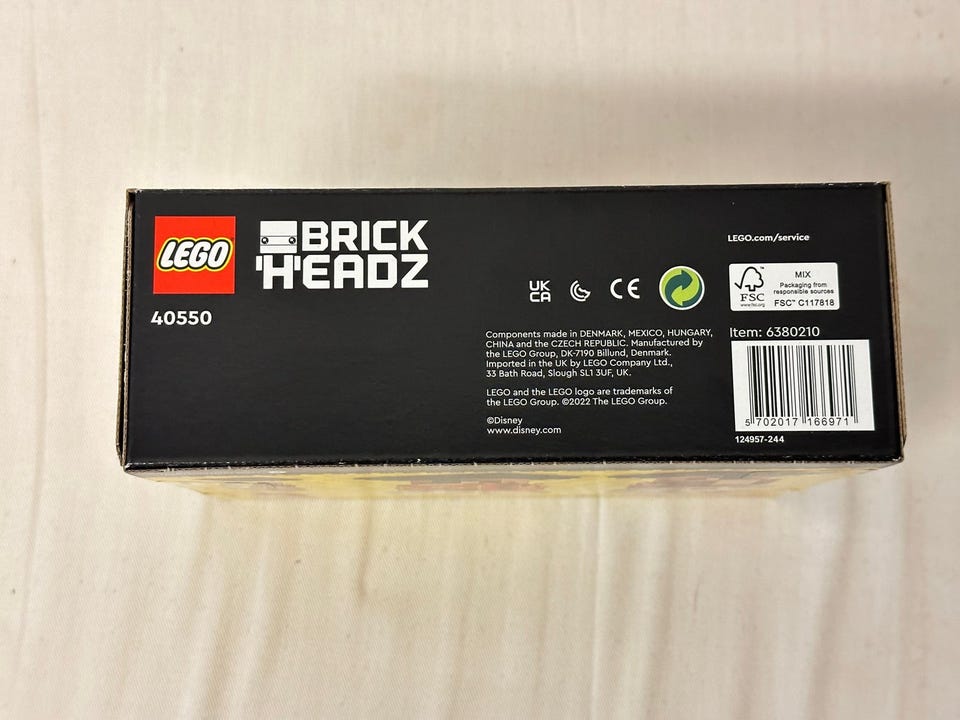 LEGO
BRICK
HEADZ
40550
UK
CA
CE
LEGO.com/service
FSC™
www.fsc.org
MIX
Packaging from
responsible sources
FSC™ C117818
Components made in DENMARK, MEXICO, HUNGARY,
CHINA and the CZECH REPUBLIC. Manufactured by
the LEGO Group, DK-7190 Billund, Denmark.
Imported in the UK by LEGO Company Ltd.,
33 Bath Road, Slough SL1 3UF, UK.
LEGO and the LEGO logo are trademarks of
the LEGO Group. ©2022 The LEGO Group.
©Disney
www.disney.com
Item: 6380210
5 702017 166971
124957-244